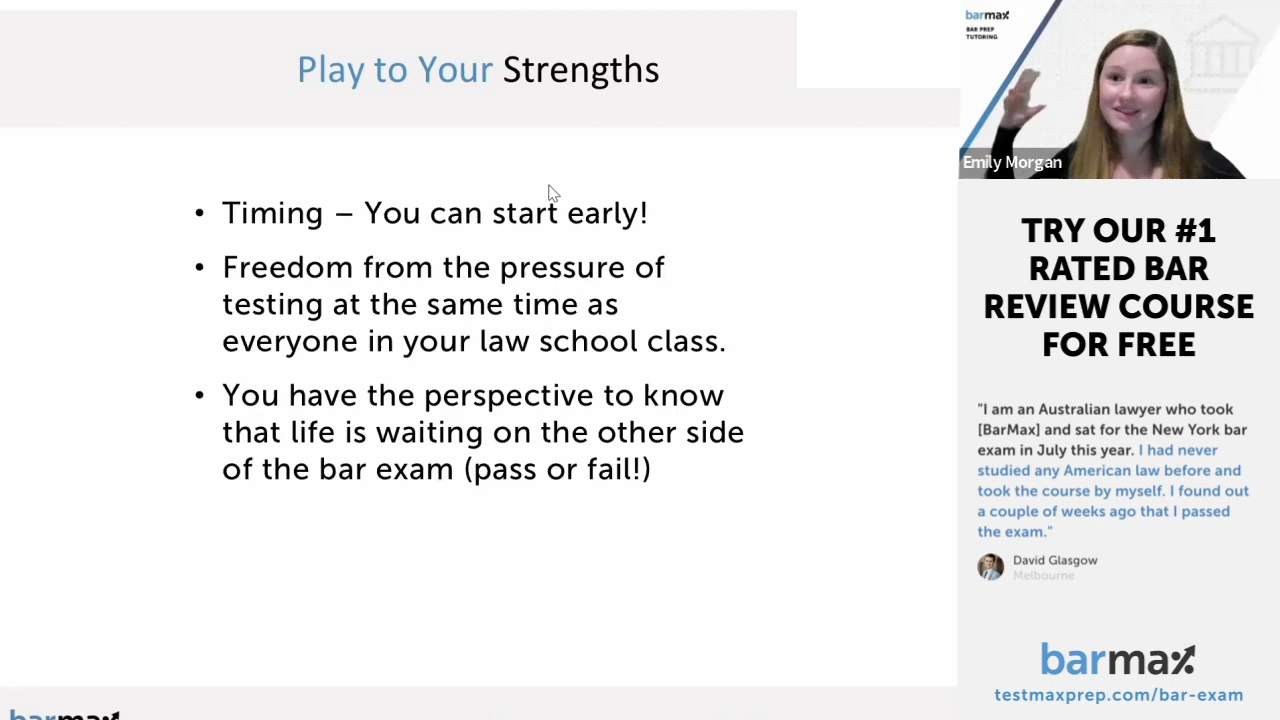 Play to Your Strengths
• Timing – You can start early!
• Freedom from the pressure of
testing at the same time as
everyone in your law school class.
• You have the perspective to know
that life is waiting on the other side
of the bar exam (pass or fail!)
barmax
barmax
BAR PREP
TUTORING
Emily Morgan
TRY OUR #1
RATED BAR
REVIEW COURSE
FOR FREE
"I am an Australian lawyer who took
[BarMax] and sat for the New York bar
exam in July this year. I had never
studied any American law before and
took the course by myself. I found out
a couple of weeks ago that I passed
the exam."
David Glasgow
Melbourne
barmax
testmaxprep.com/bar-exam